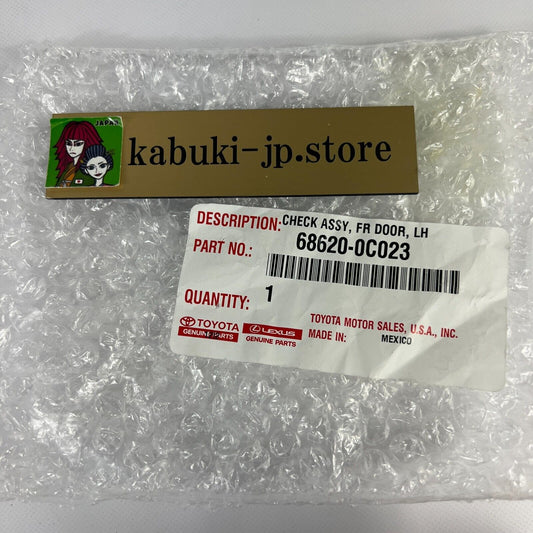 JAPAN
kabuki-jp.store
DESCRIPTION: CHECK ASSY, FR DOOR, LH
PART NO.: 68620-0C023
QUANTITY: 1
TOYOTA GENUINE PARTS
LEXUS GENUINE PARTS
TOYOTA MOTOR SALES, U.S.A., INC.
MADE IN: MEXICO